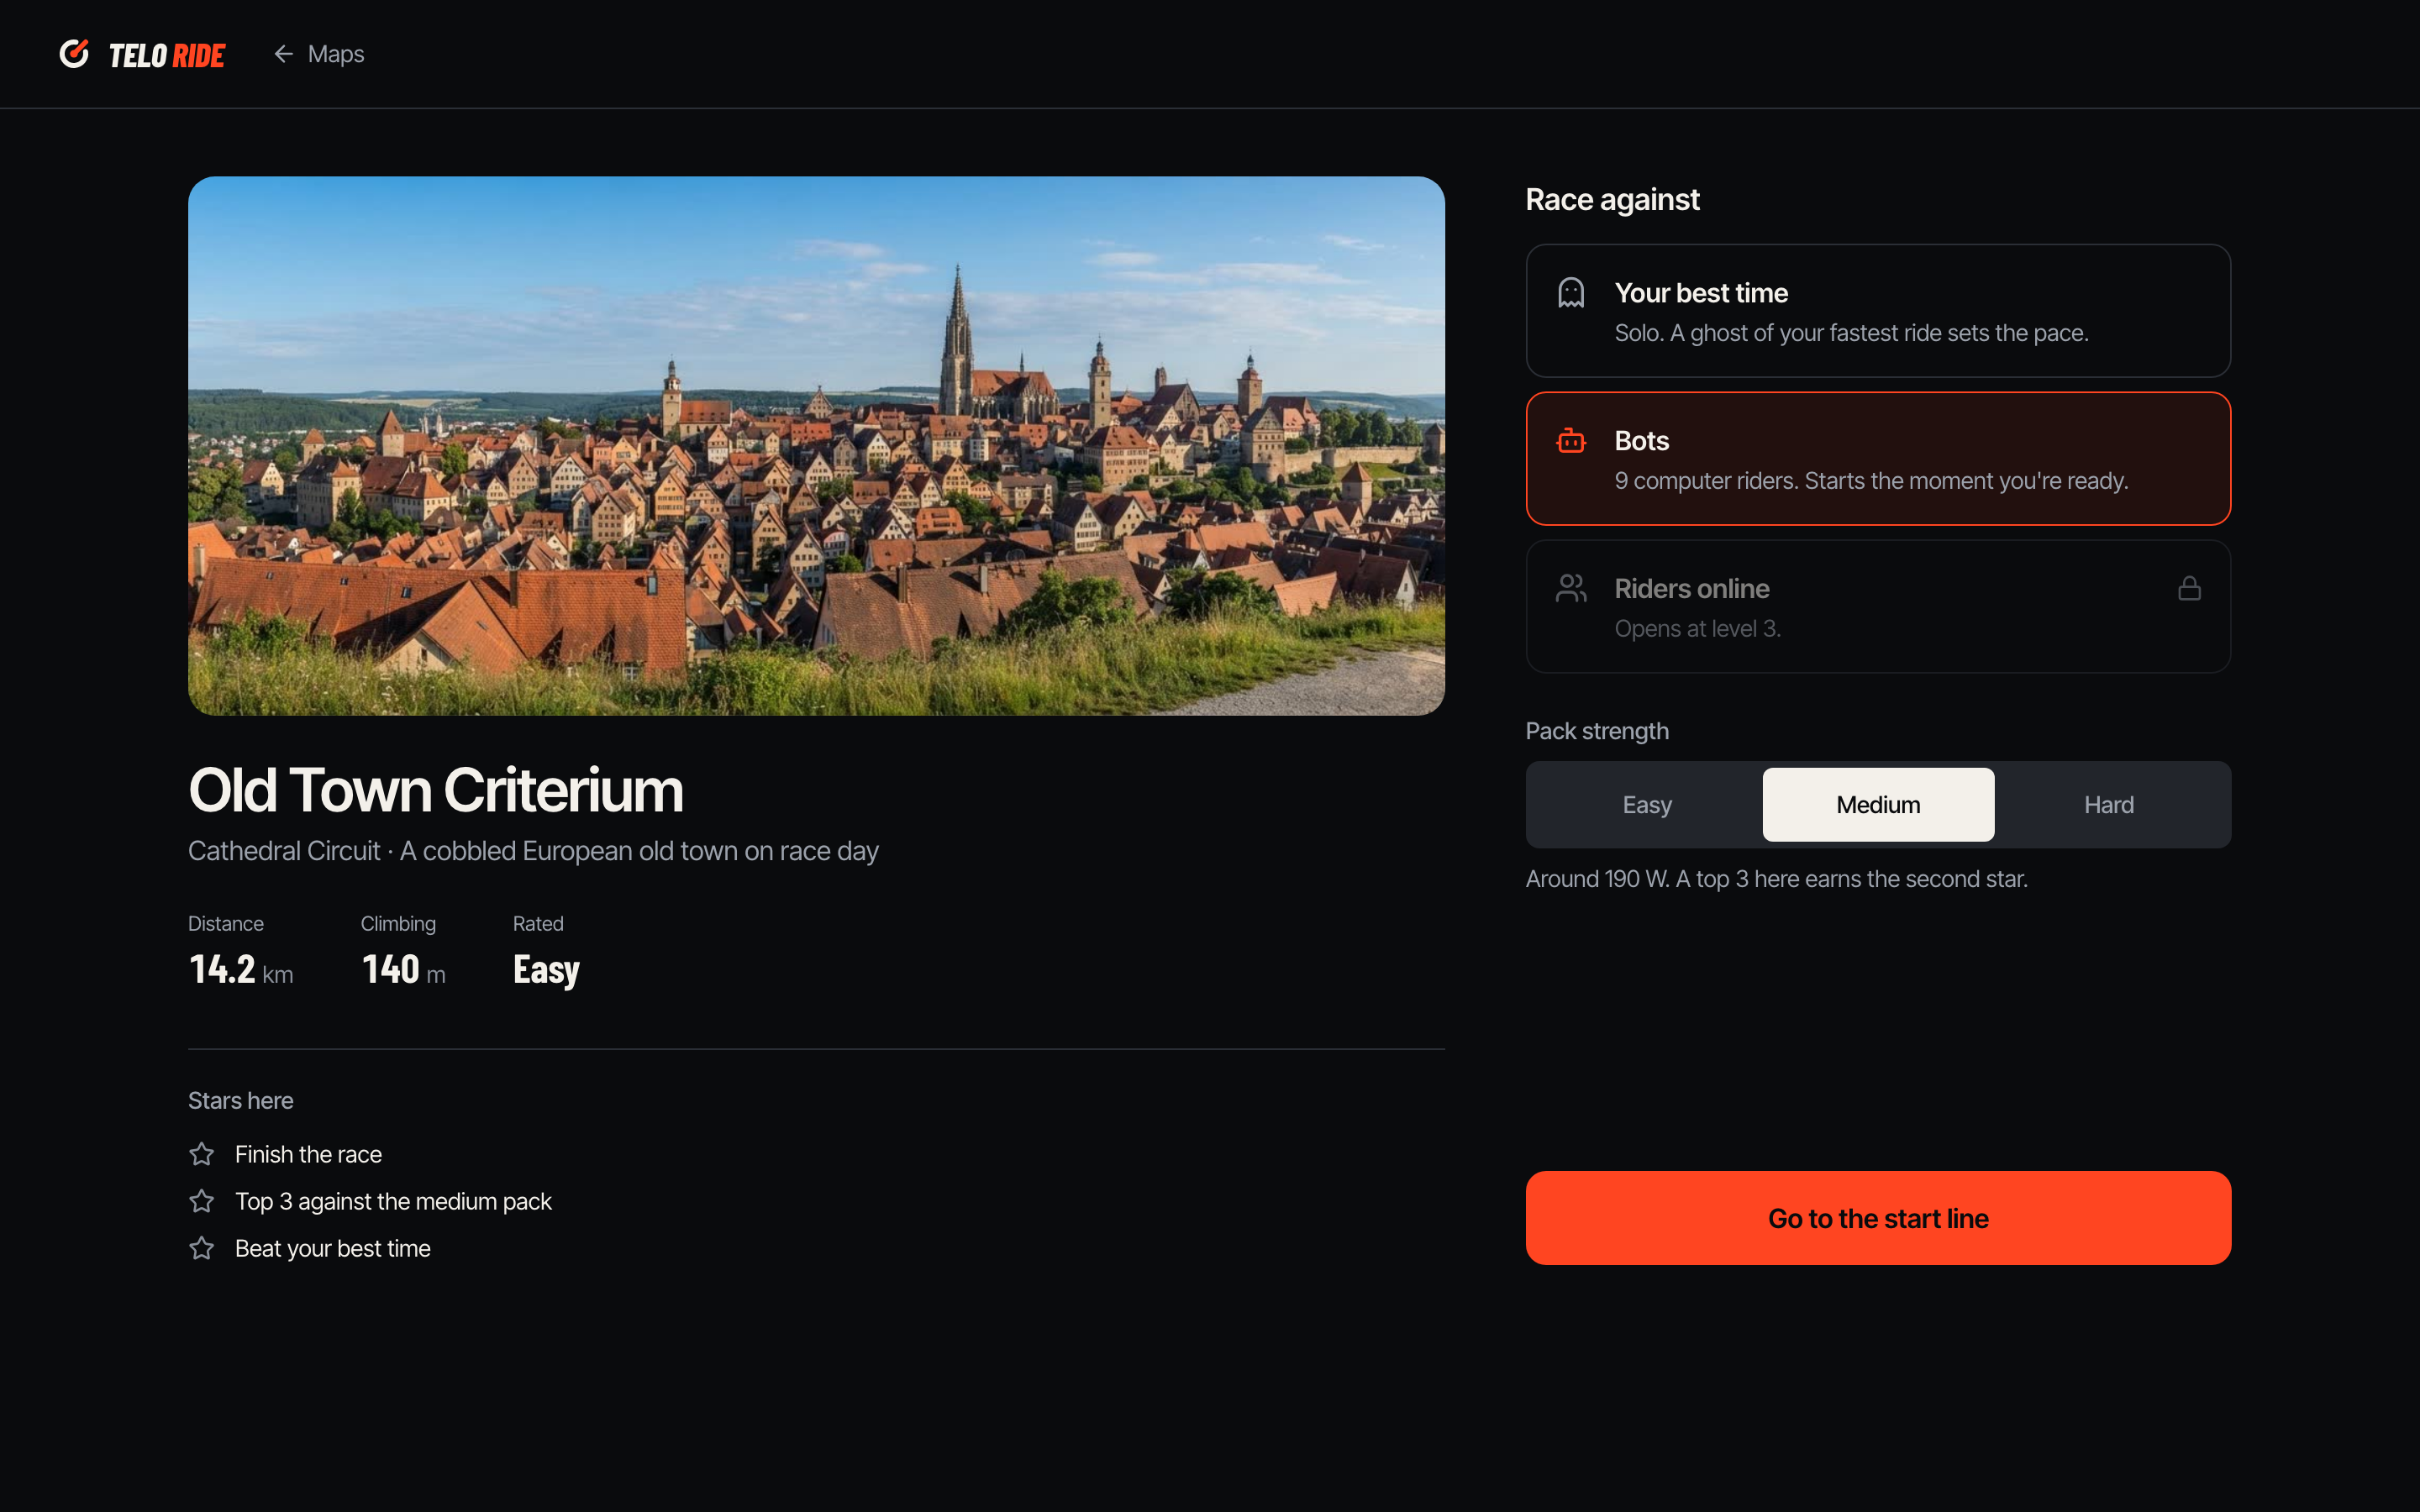 TELO RIDE
Maps
Race against
Your best time
Solo. A ghost of your fastest ride sets the pace.
Bots
9 computer riders. Starts the moment you're ready.
Riders online
Opens at level 3.
Pack strength
Easy Medium Hard
Around 190 W. A top 3 here earns the second star.
Go to the start line
Old Town Criterium
Cathedral Circuit · A cobbled European old town on race day
Distance Climbing Rated
14.2 km 140 m Easy
Stars here
Finish the race
Top 3 against the medium pack
Beat your best time